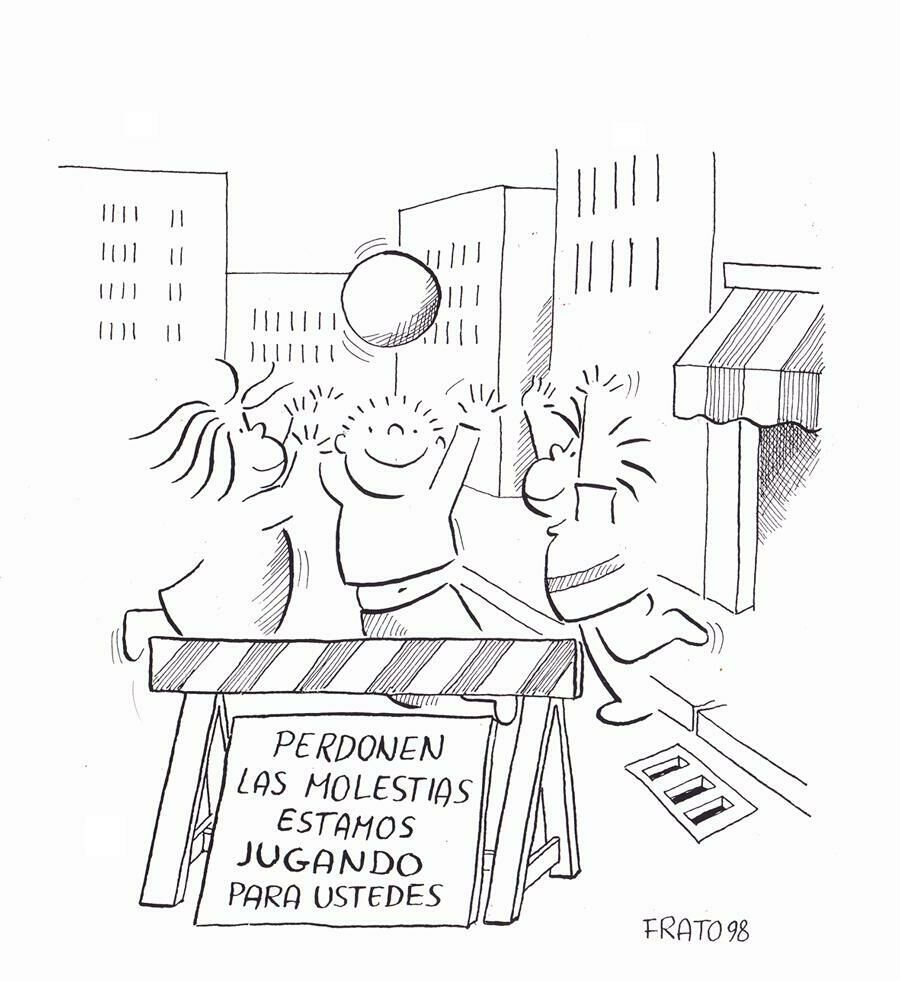 PERDONEN
LAS MOLESTIAS
ESTAMOS
JUGANDO
PARA USTEDES
FRATO 98